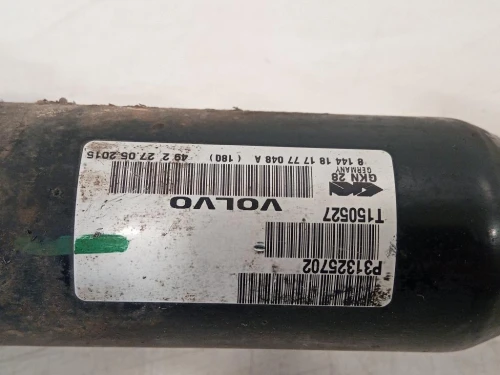 P31325702
T150527
VOLVO
GKN 28
GERMANY
8 144 18 17 77 048 A ( 180 ) 49 2 27.05.2015